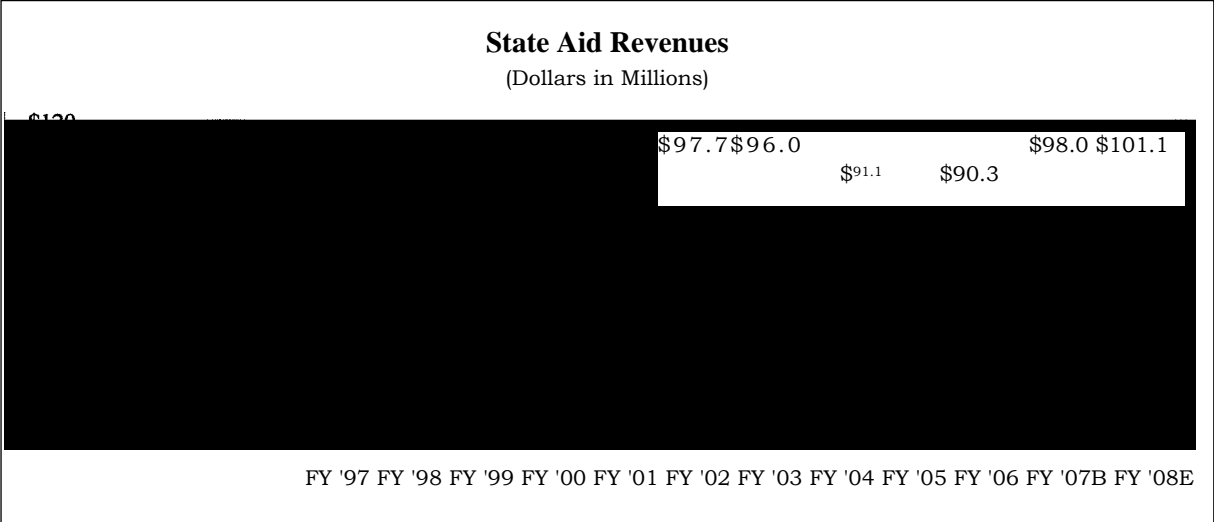 State Aid Revenues
(Dollars in Millions)
$120
$97.7$96.0 $98.0 $101.1
$91.1 $90.3
FY '97 FY '98 FY '99 FY '00 FY '01 FY '02 FY '03 FY '04 FY '05 FY '06 FY '07B FY '08E